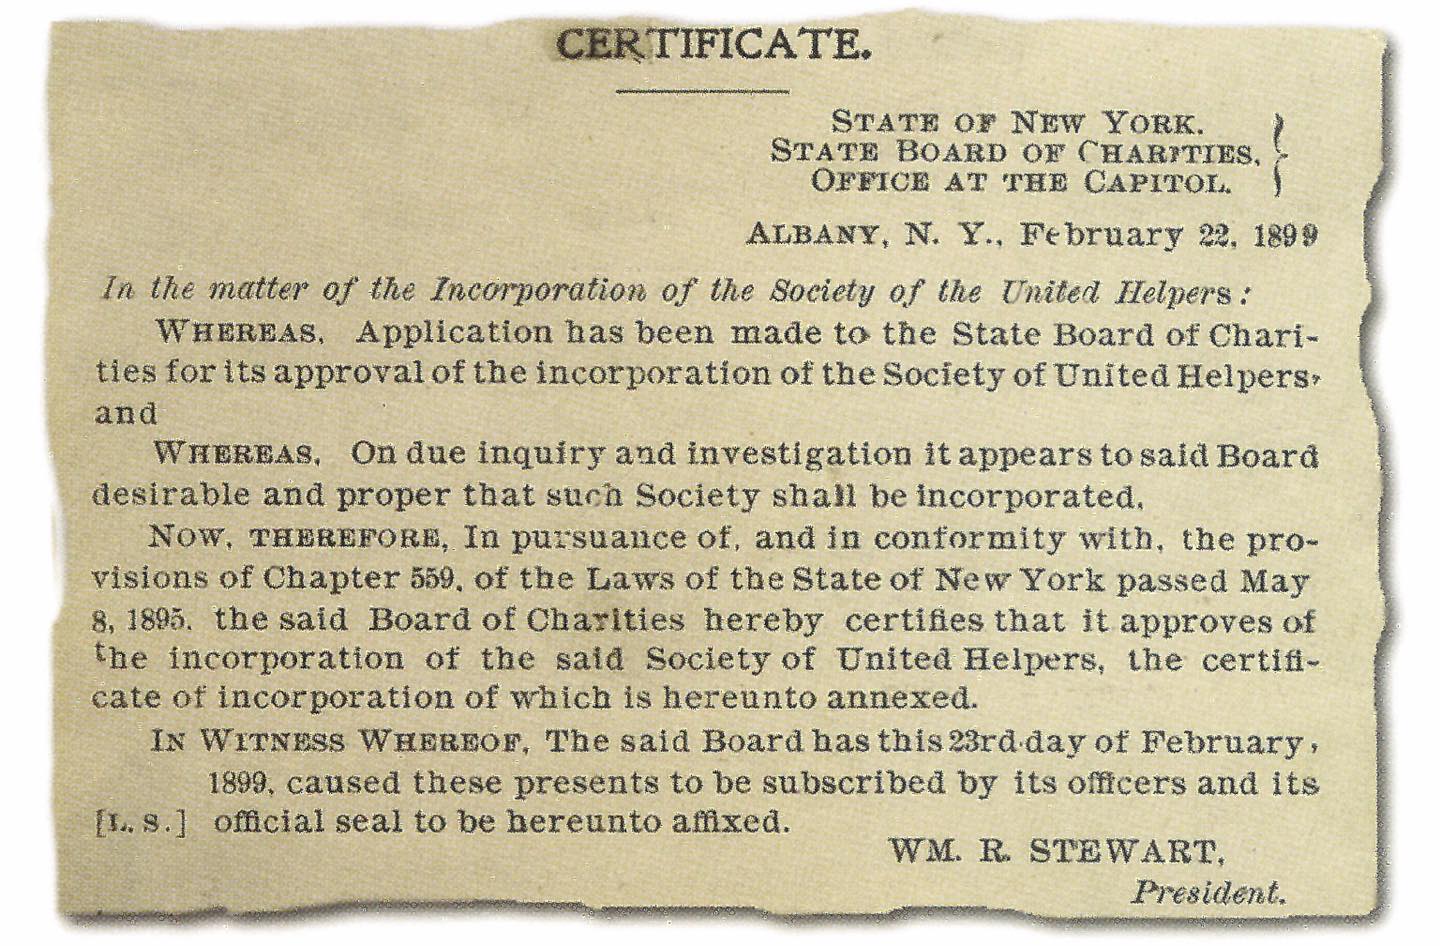 CERTIFICATE.
STATE OF NEW YORK.
STATE BOARD OF CHARITIES,
OFFICE AT THE CAPITOL.
ALBANY, N. Y., February 22, 1899
In the matter of the Incorporation of the Society of the United Helpers:
WHEREAS, Application has been made to the State Board of Chari-
ties for its approval of the incorporation of the Society of United Helpers,
and
WHEREAS, On due inquiry and investigation it appears to said Board
desirable and proper that such Society shall be incorporated,
NOW, THEREFORE, In pursuance of, and in conformity with, the pro-
visions of Chapter 559, of the Laws of the State of New York passed May
8, 1895, the said Board of Charities hereby certifies that it approves of
the incorporation of the said Society of United Helpers, the certifi-
cate of incorporation of which is hereunto annexed.
IN WITNESS WHEREOF, The said Board has this 23rd day of February,
1899, caused these presents to be subscribed by its officers and its
[L. S.] official seal to be hereunto affixed.
WM. R. STEWART,
President.